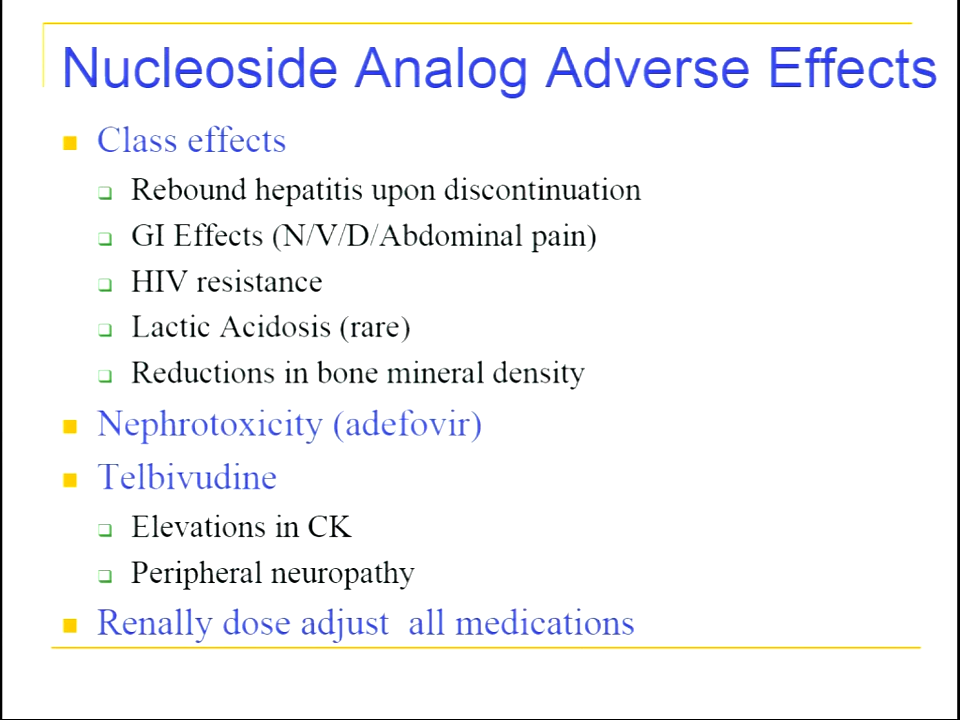 Nucleoside Analog Adverse Effects
Class effects
Rebound hepatitis upon discontinuation
GI Effects (N/V/D/Abdominal pain)
HIV resistance
Lactic Acidosis (rare)
Reductions in bone mineral density
Nephrotoxicity (adefovir)
Telbivudine
Elevations in CK
Peripheral neuropathy
Renally dose adjust all medications